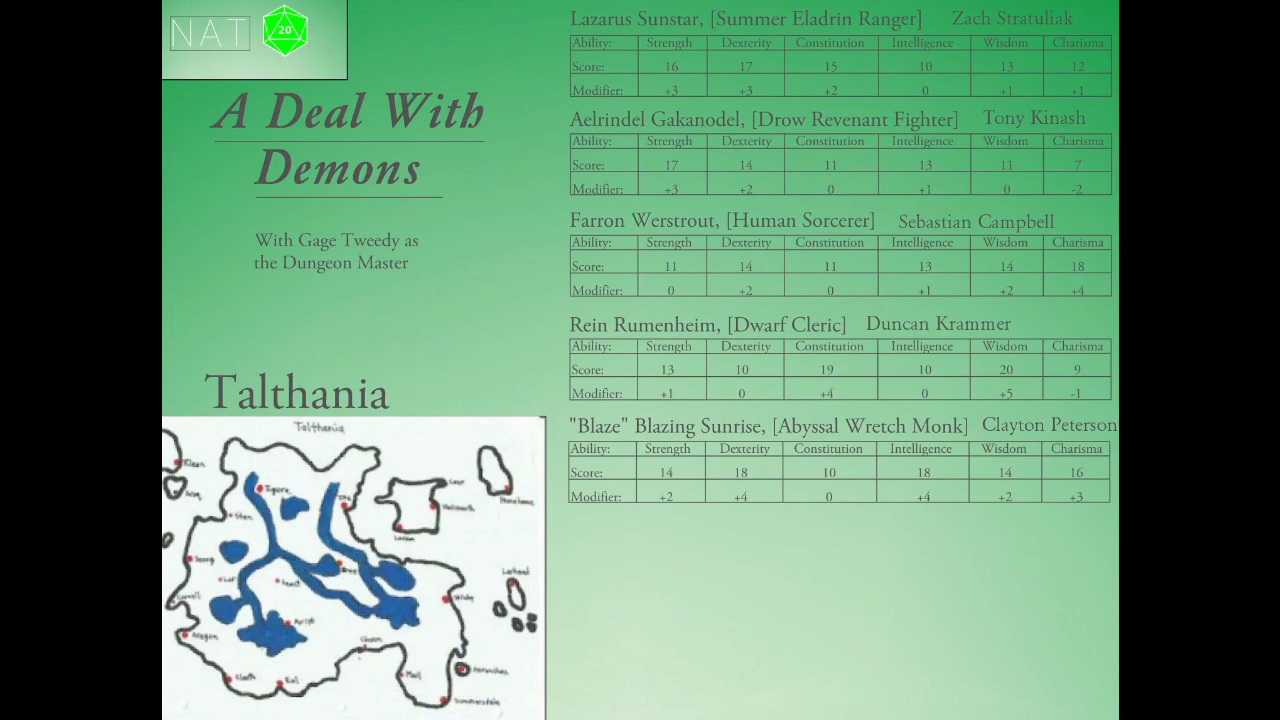 NAT 20
A Deal With
Demons
With Gage Tweedy as
the Dungeon Master
Talthania
Talthania
Lazarus Sunstar, [Summer Eladrin Ranger] Zach Stratuliak
Ability: Strength Dexterity Constitution Intelligence Wisdom Charisma
Score: 16 17 15 10 13 12
Modifier: +3 +3 +2 0 +1 +1
Aelrindel Gakanodel, [Drow Revenant Fighter] Tony Kinash
Ability: Strength Dexterity Constitution Intelligence Wisdom Charisma
Score: 17 14 11 13 11 7
Modifier: +3 +2 0 +1 0 -2
Farron Werstrout, [Human Sorcerer] Sebastian Campbell
Ability: Strength Dexterity Constitution Intelligence Wisdom Charisma
Score: 11 14 11 13 14 18
Modifier: 0 +2 0 +1 +2 +4
Rein Rumenheim, [Dwarf Cleric] Duncan Krammer
Ability: Strength Dexterity Constitution Intelligence Wisdom Charisma
Score: 13 10 19 10 20 9
Modifier: +1 0 +4 0 +5 -1
"Blaze" Blazing Sunrise, [Abyssal Wretch Monk] Clayton Peterson
Ability: Strength Dexterity Constitution Intelligence Wisdom Charisma
Score: 14 18 10 18 14 16
Modifier: +2 +4 0 +4 +2 +3